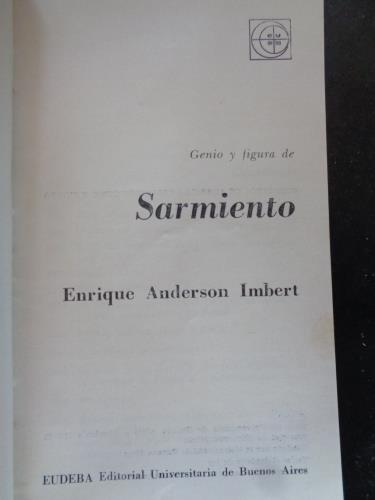 Genio y figura de
Sarmiento
Enrique Anderson Imbert
EUDEBA Editorial Universitaria de Buenos Aires